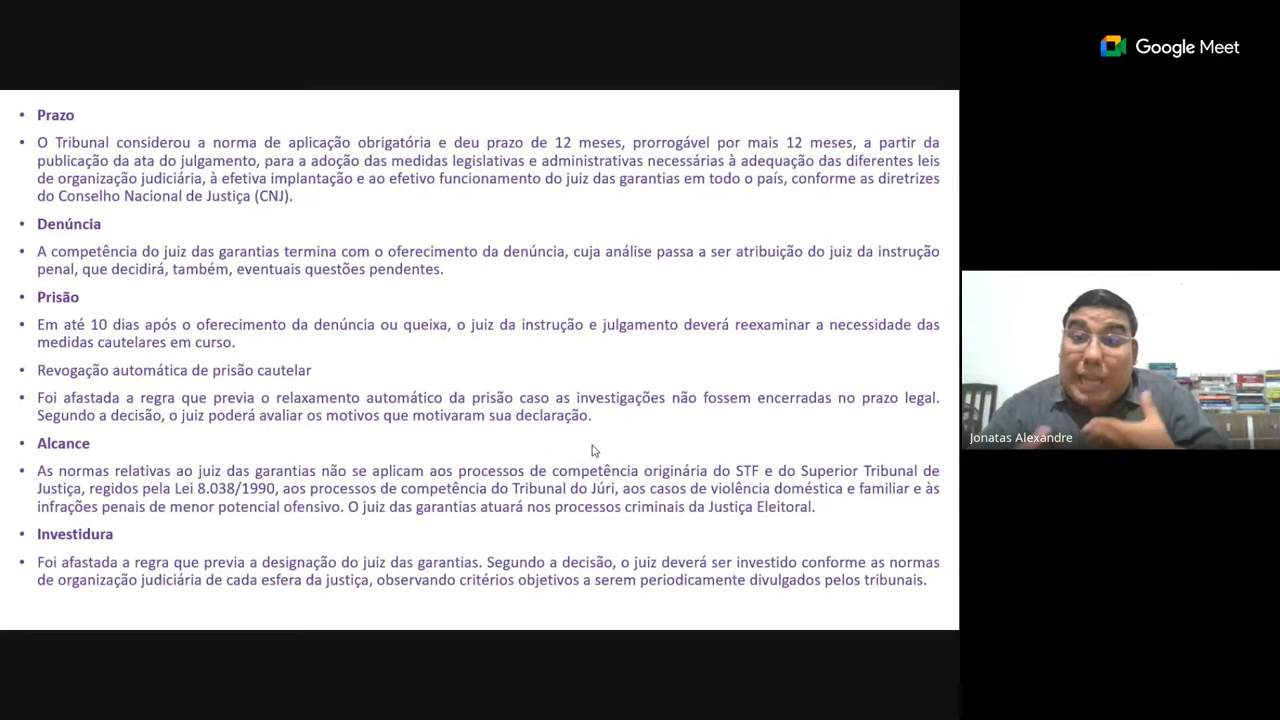 Google Meet
• Prazo
• O Tribunal considerou a norma de aplicação obrigatória e deu prazo de 12 meses, prorrogável por mais 12 meses, a partir da
publicação da ata do julgamento, para a adoção das medidas legislativas e administrativas necessárias à adequação das diferentes leis
de organização judiciária, à efetiva implantação e ao efetivo funcionamento do juiz das garantias em todo o país, conforme as diretrizes
do Conselho Nacional de Justiça (CNJ).
• Denúncia
• A competência do juiz das garantias termina com o oferecimento da denúncia, cuja análise passa a ser atribuição do juiz da instrução
penal, que decidirá, também, eventuais questões pendentes.
• Prisão
• Em até 10 dias após o oferecimento da denúncia ou queixa, o juiz da instrução e julgamento deverá reexaminar a necessidade das
medidas cautelares em curso.
• Revogação automática de prisão cautelar
• Foi afastada a regra que previa o relaxamento automático da prisão caso as investigações não fossem encerradas no prazo legal.
Segundo a decisão, o juiz poderá avaliar os motivos que motivaram sua declaração.
• Alcance
• As normas relativas ao juiz das garantias não se aplicam aos processos de competência originária do STF e do Superior Tribunal de
Justiça, regidos pela Lei 8.038/1990, aos processos de competência do Tribunal do Júri, aos casos de violência doméstica e familiar e às
infrações penais de menor potencial ofensivo. O juiz das garantias atuará nos processos criminais da Justiça Eleitoral.
• Investidura
• Foi afastada a regra que previa a designação do juiz das garantias. Segundo a decisão, o juiz deverá ser investido conforme as normas
de organização judiciária de cada esfera da justiça, observando critérios objetivos a serem periodicamente divulgados pelos tribunais.
Jonatas Alexandre